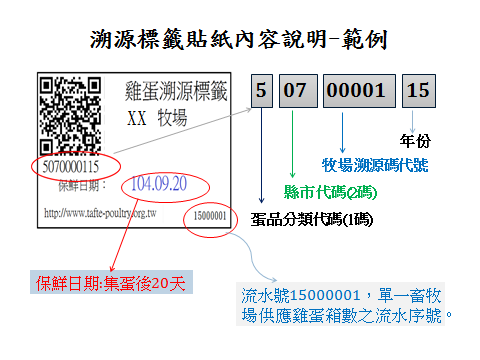 溯源標籤貼紙內容說明-範例
雞蛋溯源標籤
XX 牧場
5070000115
保鮮日期：
104.09.20
http://www.tafte-poultry.org.tw
15000001
5 07 00001 15
年份
牧場溯源碼代號
縣市代碼(2碼)
蛋品分類代碼(1碼)
保鮮日期:集蛋後20天
流水號15000001，單一畜牧
場供應雞蛋箱數之流水序號。